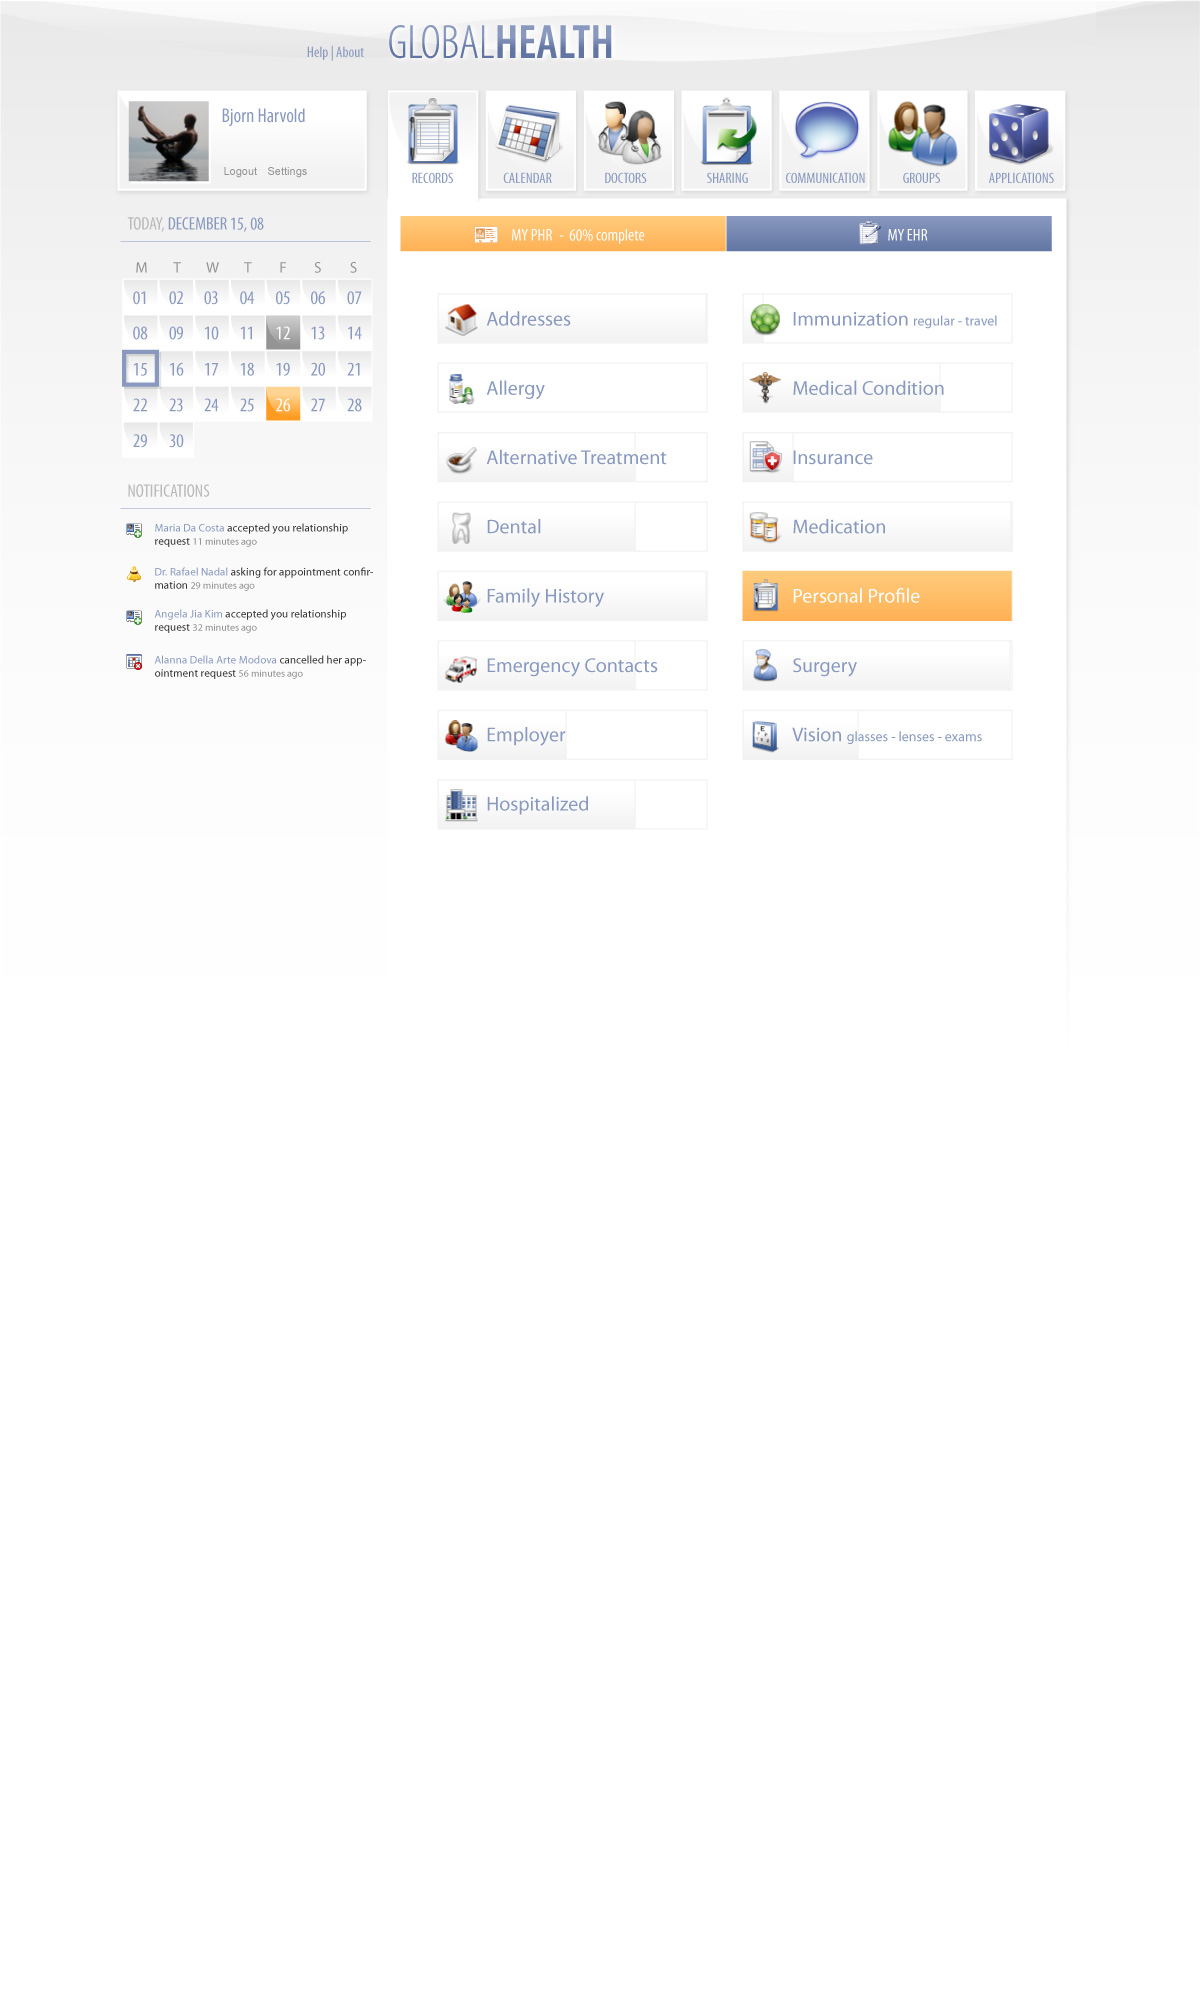 GLOBALHEALTH
Help | About
Bjorn Harvold
Logout Settings
RECORDS CALENDAR DOCTORS SHARING COMMUNICATION GROUPS APPLICATIONS
TODAY, DECEMBER 15, 08
M T W T F S S
01 02 03 04 05 06 07
08 09 10 11 12 13 14
15 16 17 18 19 20 21
22 23 24 25 26 27 28
29 30
NOTIFICATIONS
Maria Da Costa accepted you relationship
request 11 minutes ago
Dr. Rafael Nadal asking for appointment confir-
mation 29 minutes ago
Angela Jia Kim accepted you relationship
request 32 minutes ago
Alanna Della Arte Modova cancelled her app-
ointment request 56 minutes ago
MY PHR - 60% complete
MY EHR
Addresses
Allergy
Alternative Treatment
Dental
Family History
Emergency Contacts
Employer
Hospitalized
Immunization regular - travel
Medical Condition
Insurance
Medication
Personal Profile
Surgery
Vision glasses - lenses - exams